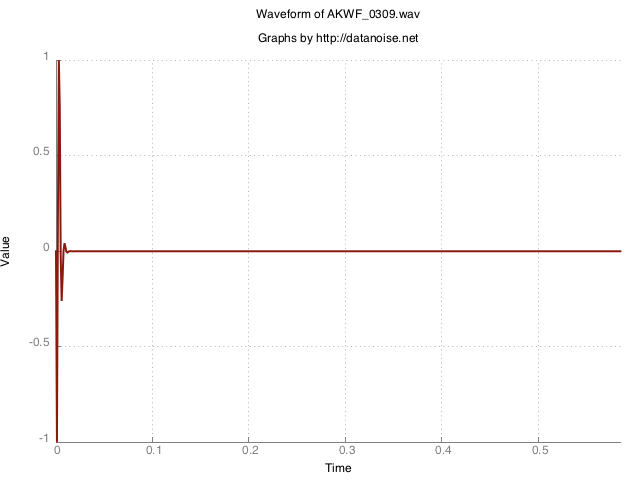 Waveform of AKWF_0309.wav
Graphs by http://datanoise.net
1
0.5
0
-0.5
-1
Value
0 0.1 0.2 0.3 0.4 0.5
Time